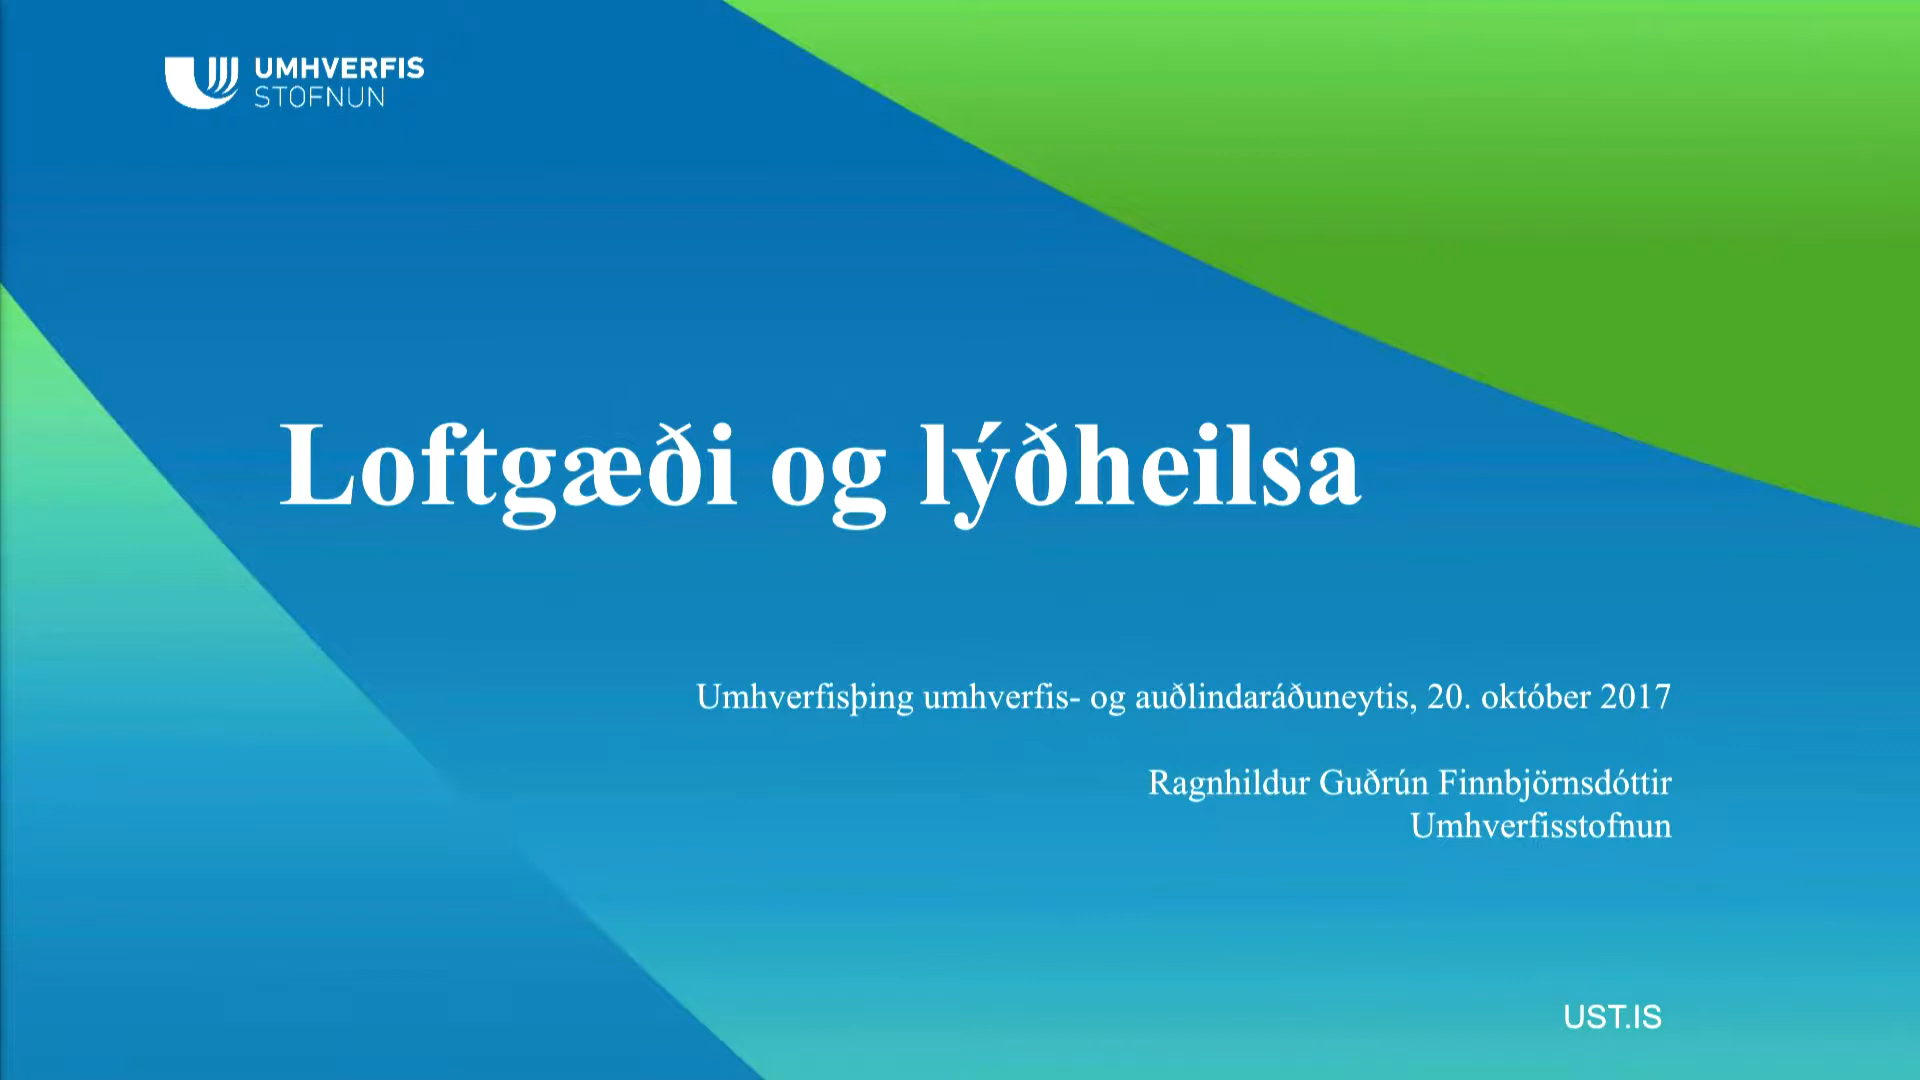 UMHVERFIS
STOFNUN
Loftgæði og lýðheilsa
Umhverfisþing umhverfis- og auðlindaráðuneytis, 20. október 2017
Ragnhildur Guðrún Finnbjörnsdóttir
Umhverfisstofnun
UST.IS